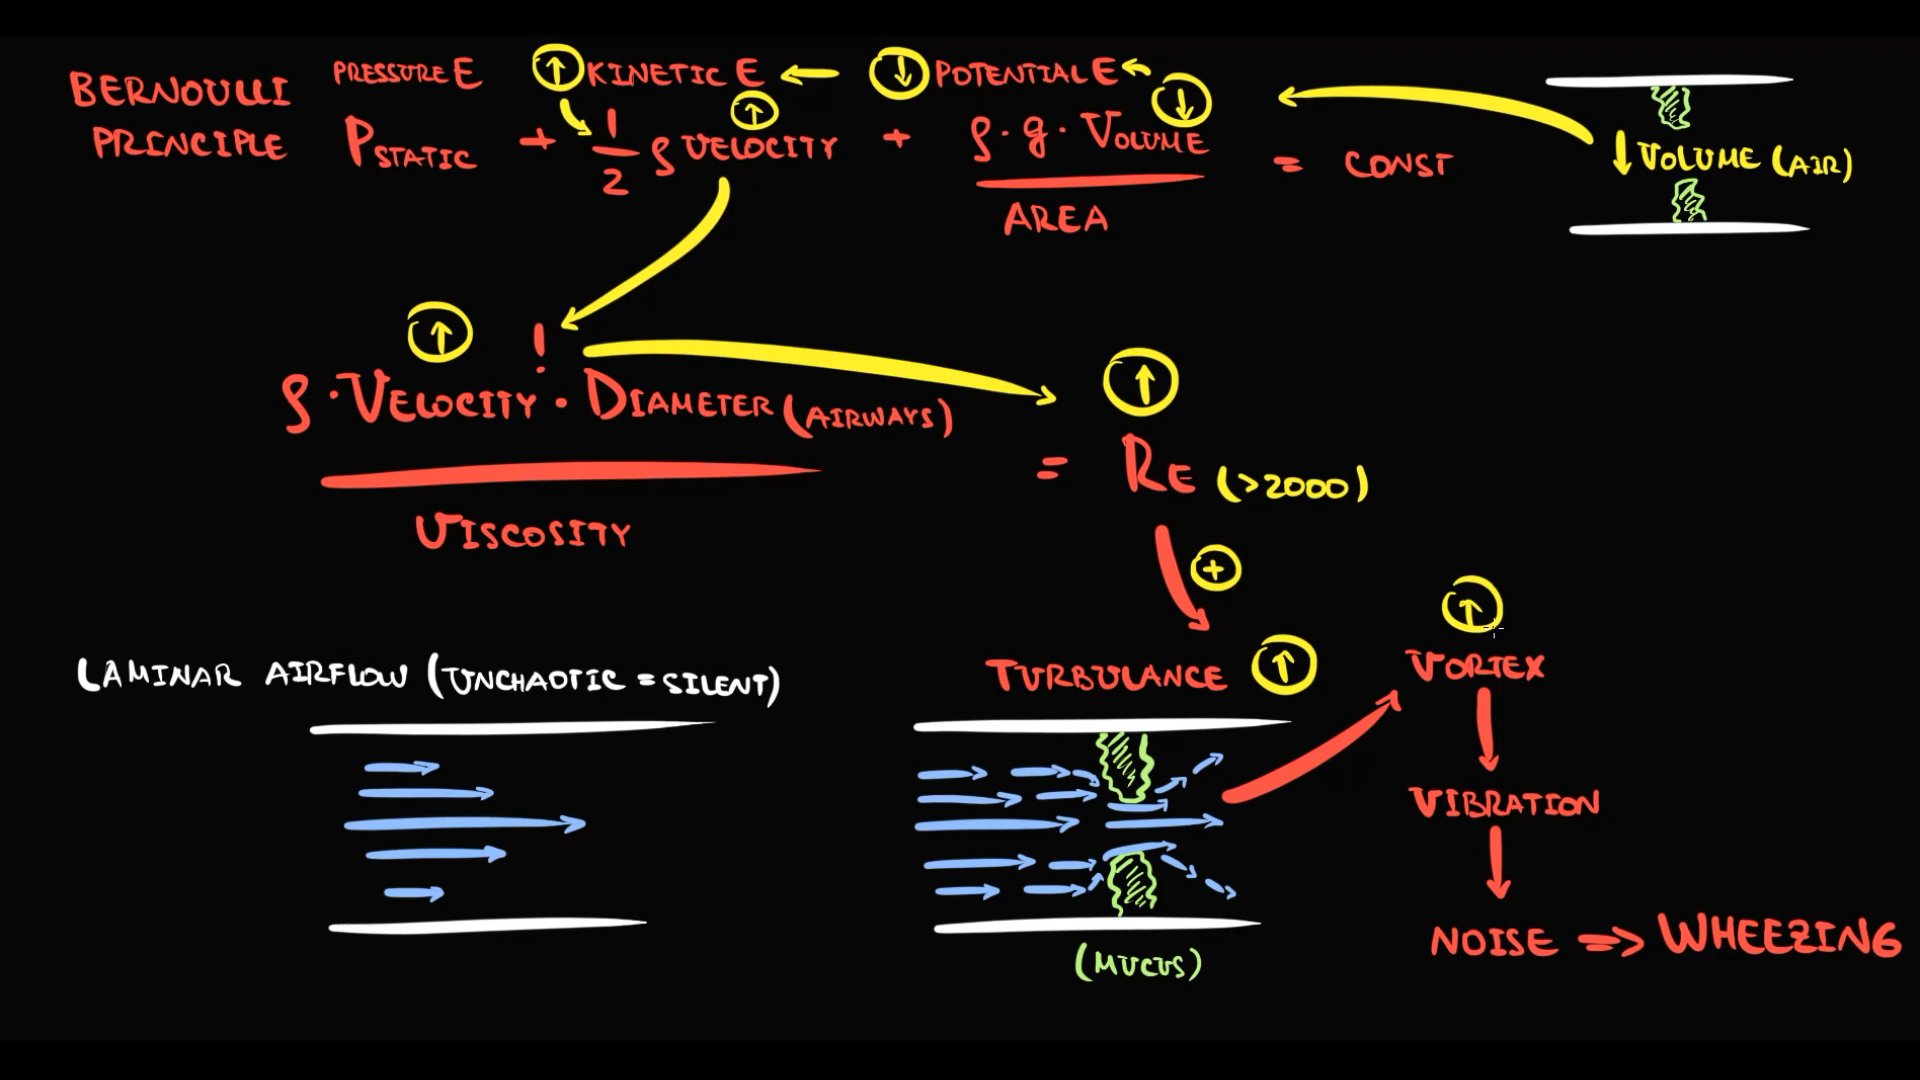 BERNOULLI PRESSURE E ↑ KINETIC E ← ↓ POTENTIAL E ←
PRINCIPLE P STATIC + 1/2 ρ VELOCITY ↑ + ρ · g · VOLUME ↓ = CONST ↓ VOLUME (AIR)
AREA
↑ !
ρ · VELOCITY · DIAMETER (AIRWAYS) ↑
= RE (>2000)
VISCOSITY
+
↑
LAMINAR AIRFLOW (UNCHAOTIC = SILENT) TURBULANCE ↑ VORTEX
VIBRATION
NOISE => WHEEZING
(MUCUS)